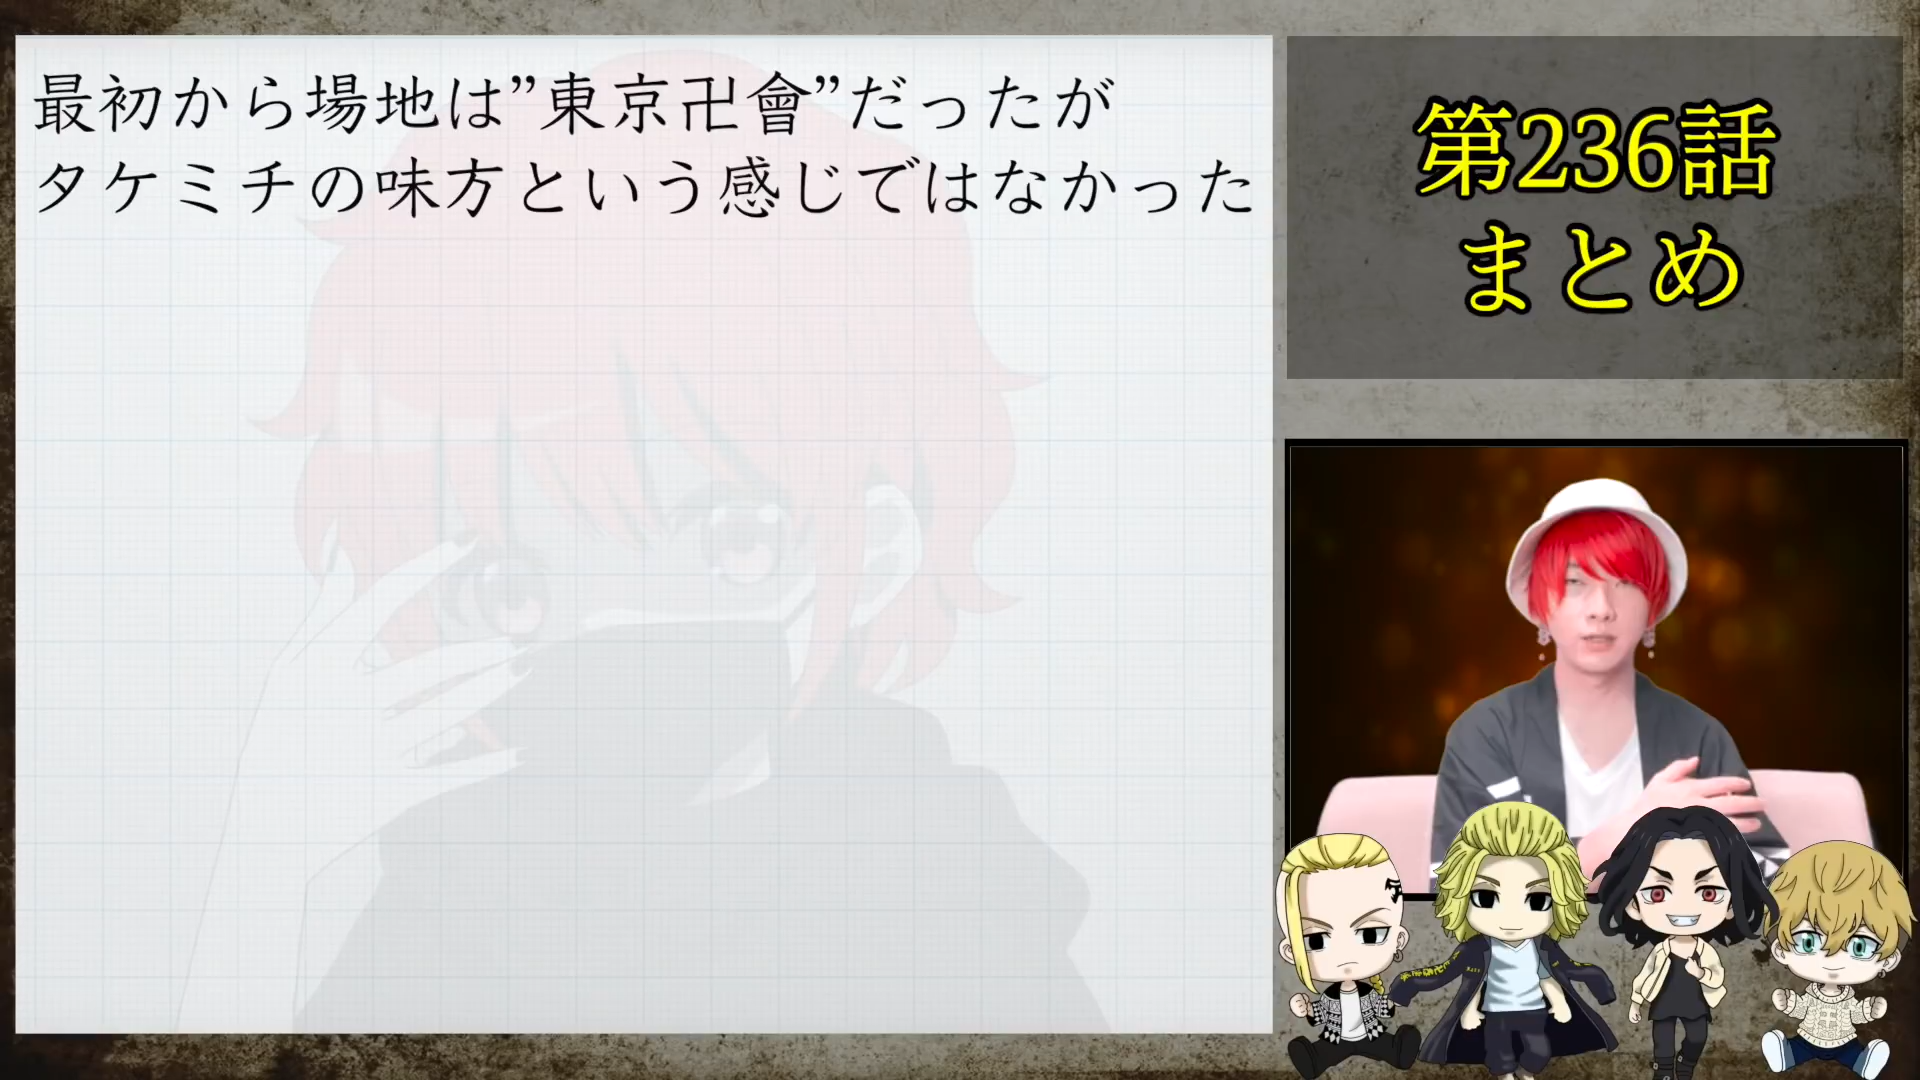 最初から場地は”東京卍會”だったが
タケミチの味方という感じではなかった
第236話
まとめ